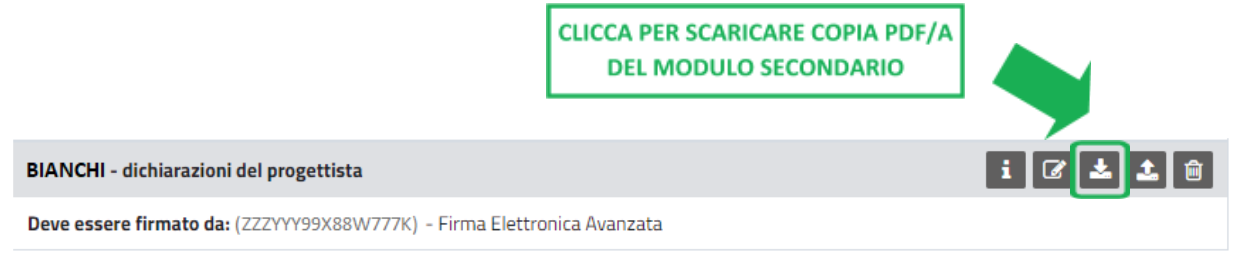 CLICCA PER SCARICARE COPIA PDF/A
DEL MODULO SECONDARIO
BIANCHI - dichiarazioni del progettista
Deve essere firmato da: (ZZZYYY99X88W777K) - Firma Elettronica Avanzata